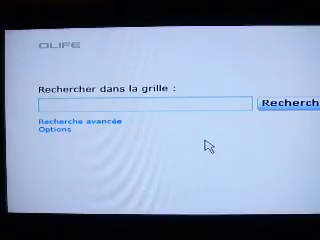 OLIFE
Rechercher dans la grille :
Recherch
Recherche avancée
Options